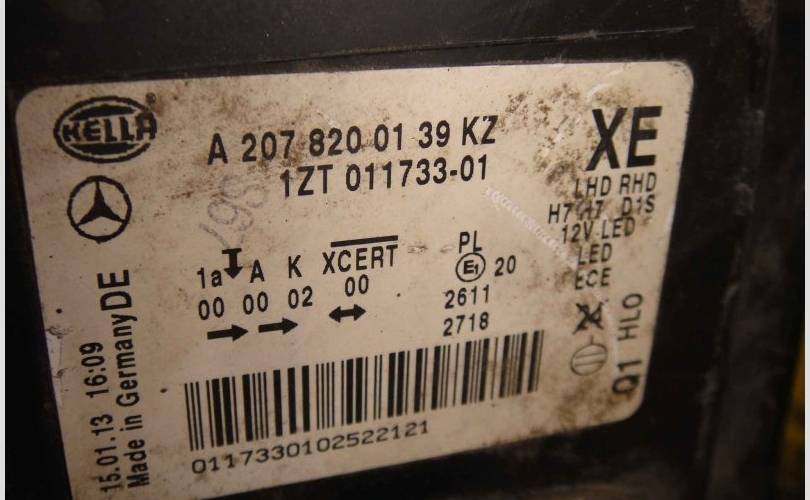 HELLA
A 207 820 01 39 KZ
1ZT 011733-01
XE
LHD RHD
H7 H7 D1S
12V LED
LED
ECE
1a A K XCERT
00 00 02 00
PL
E1 20
2611
2718
Q1 HLO
0117330102522121
15.01.13 16:09
Made in Germany DE